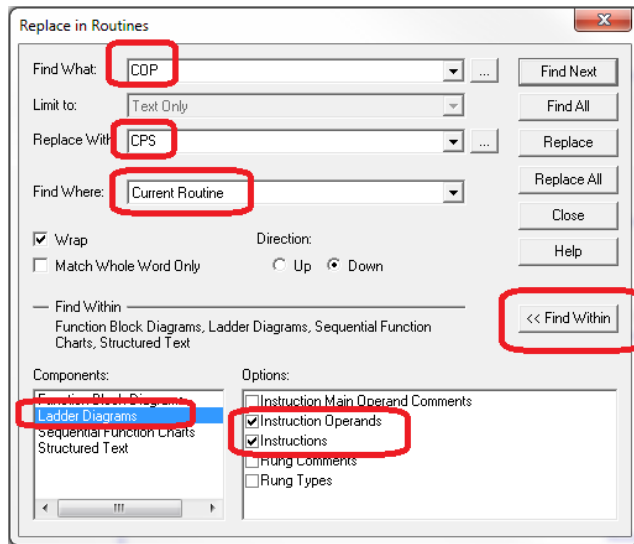 Replace in Routines
Find What: COP ... Find Next
Limit to: Text Only Find All
Replace With CPS ... Replace
Replace All
Find Where: Current Routine
Close
Wrap Direction:
Help
Match Whole Word Only Up Down
Find Within
<< Find Within
Function Block Diagrams, Ladder Diagrams, Sequential Function
Charts, Structured Text
Components: Options:
Function Block Diagrams Instruction Main Operand Comments
Ladder Diagrams Instruction Operands
Sequential Function Charts Instructions
Structured Text Rung Comments
Rung Types